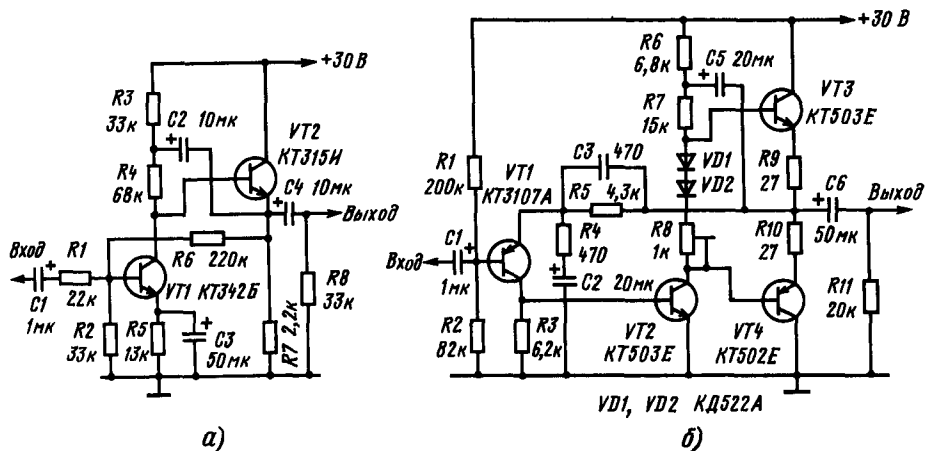 +30 В
R3
33к
C2 10мк
VT2
КТ315И
R4
68к
C4 10мк
Выход
Вход
R1
22к
R6
220к
C1
1мк
VT1 КТ342Б
R2
33к
R5
13к
C3
50мк
R7 2,2к
R8
33к
а)
+30 В
R6
6,8к
C5 20мк
VT3
КТ503Е
R7
15к
R1
200к
VT1
КТ3107А
C3
470
R5
4,3к
VD1
VD2
R9
27
C6
50мк
Выход
Вход
C1
1мк
R4
470
R8
1к
R10
27
C2 20мк
R2
82к
R3
6,2к
VT2
КТ503Е
VT4
КТ502Е
R11
20к
VD1, VD2 КД522А
б)